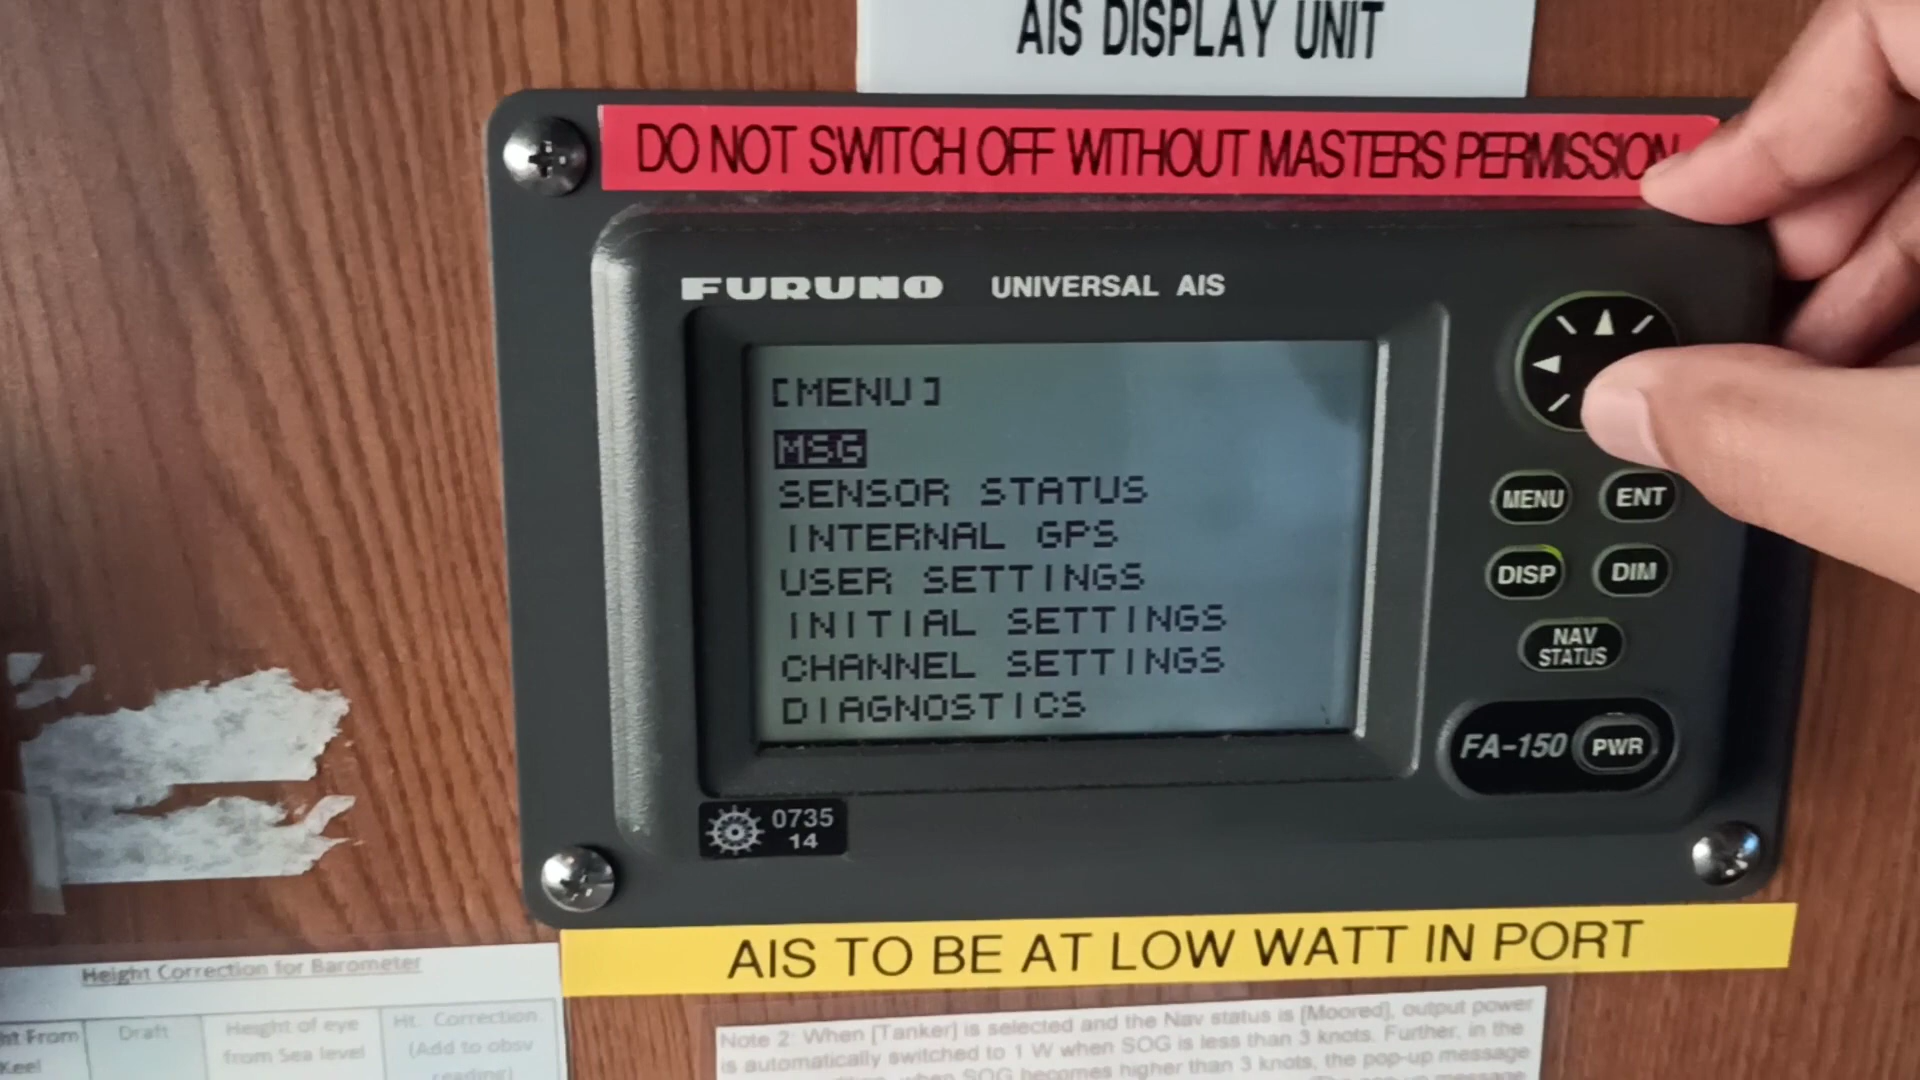 AIS DISPLAY UNIT
DO NOT SWITCH OFF WITHOUT MASTERS PERMISSION
FURUNO UNIVERSAL AIS
[MENU]
MSG
SENSOR STATUS
INTERNAL GPS
USER SETTINGS
INITIAL SETTINGS
CHANNEL SETTINGS
DIAGNOSTICS
MENU ENT
DISP DIM
NAV
STATUS
FA-150 PWR
0735
14
AIS TO BE AT LOW WATT IN PORT
Height Correction for Barometer
From
Keel
Draft
Height of eye
from Sea level
Ht. Correction
(Add to obsv
reading)
Note 2: When [Tanker] is selected and the Nav status is [Moored], output power
is automatically switched to 1 W when SOG is less than 3 knots. Further, in the
when SOG becomes higher than 3 knots, the pop-up message